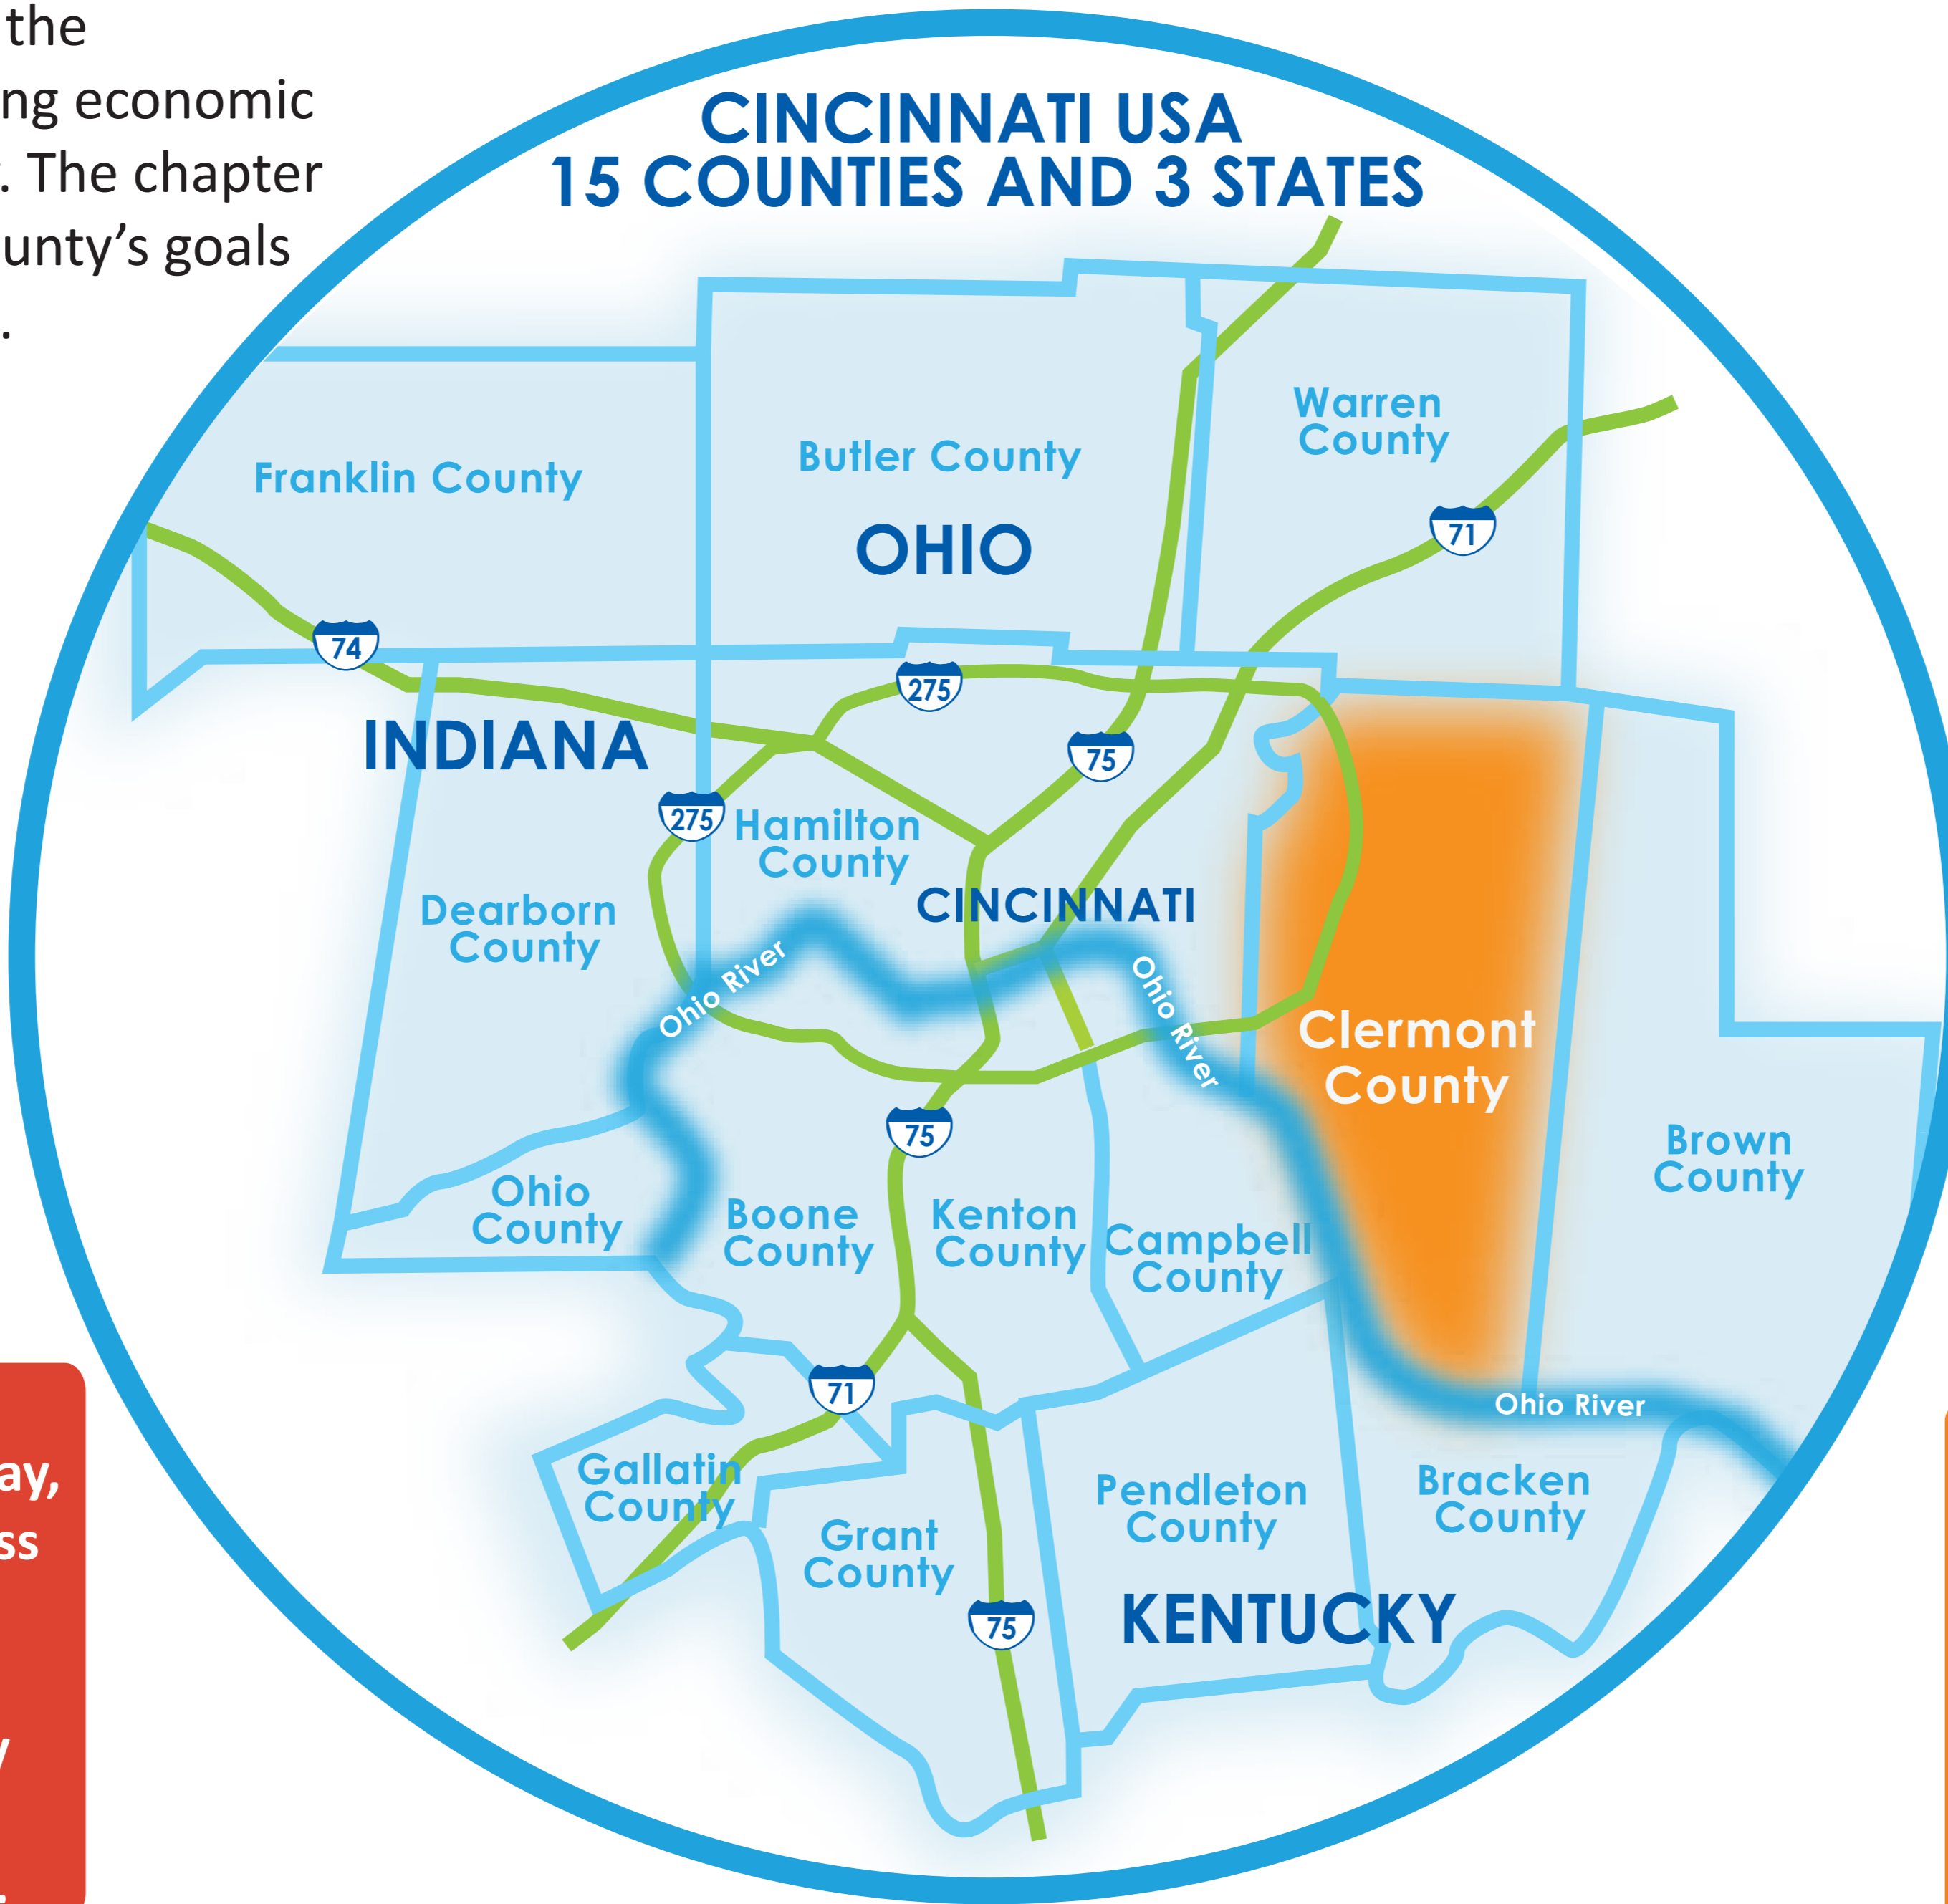 the
ng economic
. The chapter
unty's goals
.
CINCINNATI USA
15 COUNTIES AND 3 STATES
Warren
County
Butler County
Franklin County
OHIO
71
74
275
INDIANA
75
275
Hamilton
County
CINCINNATI
Dearborn
County
Ohio River
Ohio River
Clermont
County
75
Brown
County
Ohio
County
Boone
County
Kenton
County
Campbell
County
71
Ohio River
Gallatin
County
Pendleton
County
Bracken
County
Grant
County
KENTUCKY
75
ay,
ss
y
.